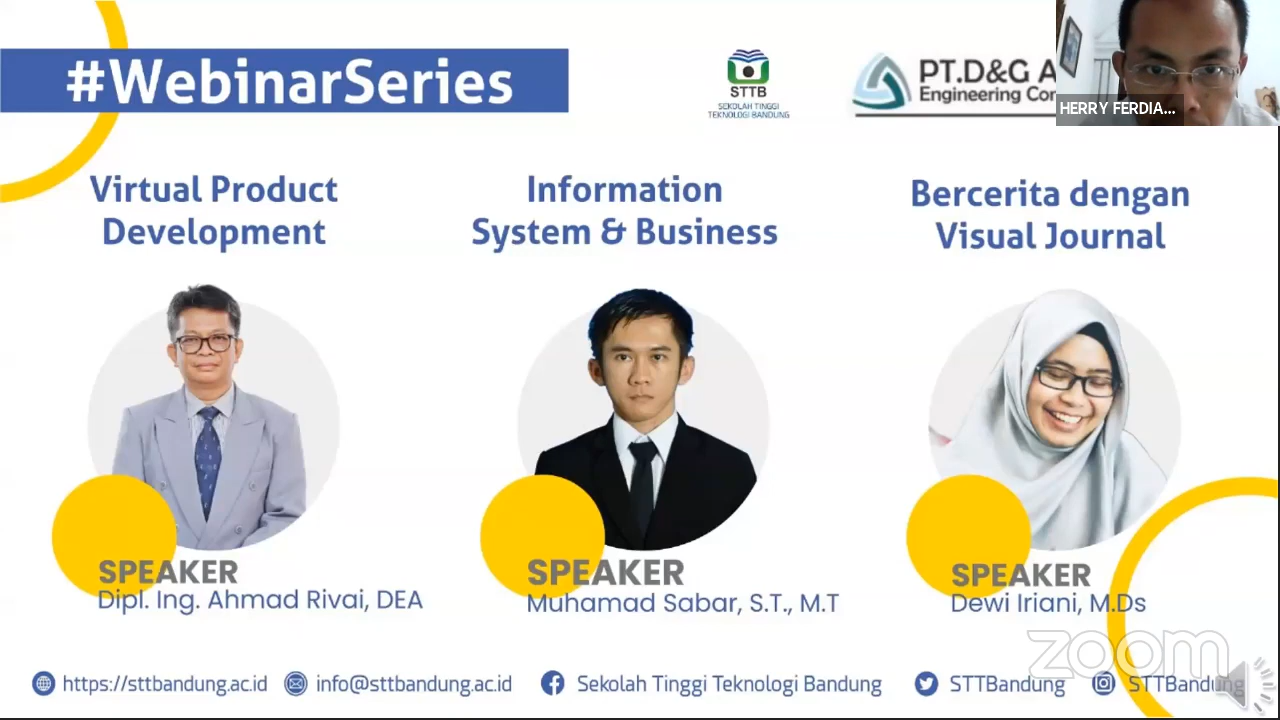 #WebinarSeries
STTB
SEKOLAH TINGGI
TEKNOLOGI BANDUNG
PT.D&G A
Engineering Con
HERRY FERDIA...
Virtual Product
Development
Information
System & Business
Bercerita dengan
Visual Journal
SPEAKER
Dipl. Ing. Ahmad Rivai, DEA
SPEAKER
Muhamad Sabar, S.T., M.T
SPEAKER
Dewi Iriani, M.Ds
zoom
https://sttbandung.ac.id
info@sttbandung.ac.id
Sekolah Tinggi Teknologi Bandung
STTBandung
STTBandung